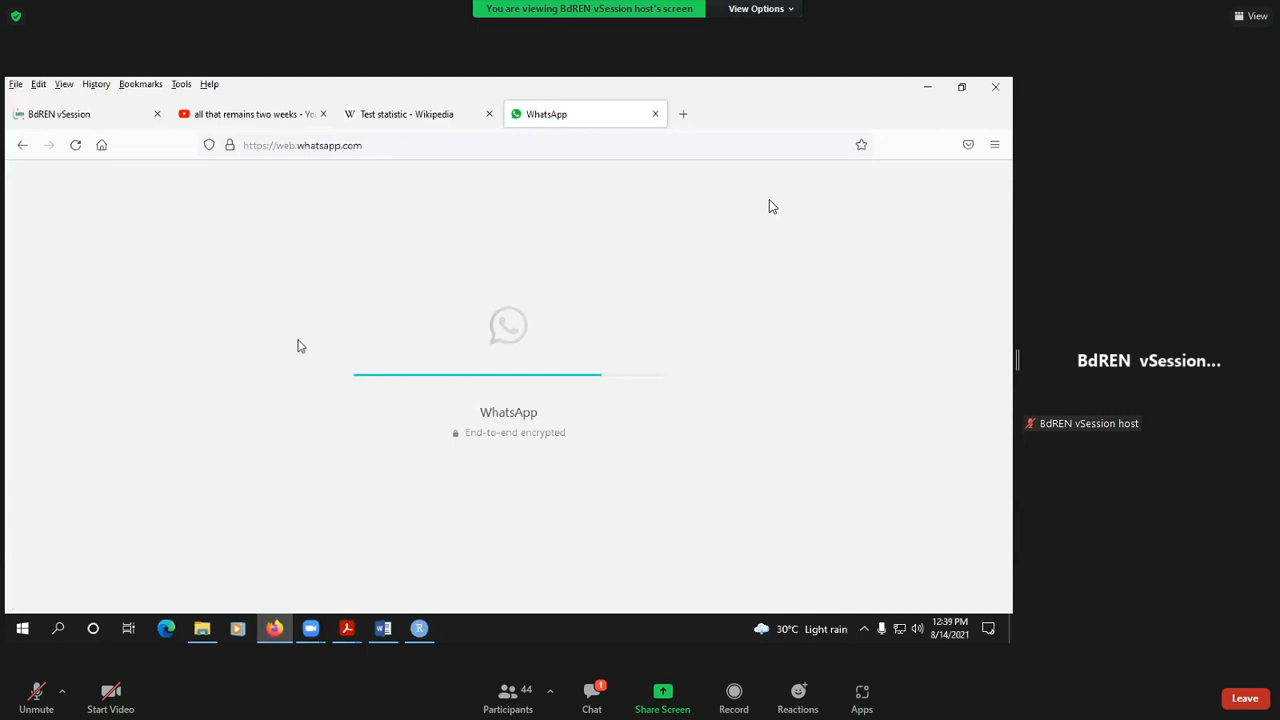 You are viewing BdREN vSession host's screen
View Options
View
File Edit View History Bookmarks Tools Help
BdREN vSession
all that remains two weeks - Yo
Test statistic - Wikipedia
WhatsApp
https://web.whatsapp.com
WhatsApp
End-to-end encrypted
BdREN vSession...
BdREN vSession host
30°C Light rain
12:39 PM
8/14/2021
Unmute
Start Video
44
Participants
1
Chat
Share Screen
Record
Reactions
Apps
Leave